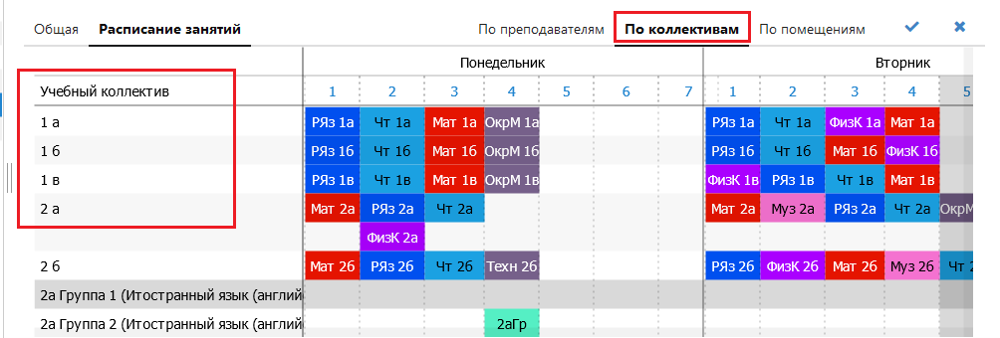 Общая Расписание занятий По преподавателям По коллективам По помещениям
Понедельник Вторник
Учебный коллектив 1 2 3 4 5 6 7 1 2 3 4 5
1 а РЯз 1а Чт 1а Мат 1а ОкрМ 1а РЯз 1а Чт 1а ФизК 1а Мат 1а
1 б РЯз 1б Чт 1б Мат 1б ОкрМ 1б РЯз 1б Чт 1б Мат 1б ФизК 1б
1 в РЯз 1в Чт 1в Мат 1в ОкрМ 1в ФизК 1в РЯз 1в Чт 1в Мат 1в
2 а Мат 2а РЯз 2а Чт 2а Мат 2а Муз 2а РЯз 2а Чт 2а ОкрМ
ФизК 2а
2 б Мат 2б РЯз 2б Чт 2б Техн 2б РЯз 2б ФизК 2б Мат 2б Муз 2б Чт 2
2а Группа 1 (Итостранный язык (англий
2а Группа 2 (Итостранный язык (англий 2аГр